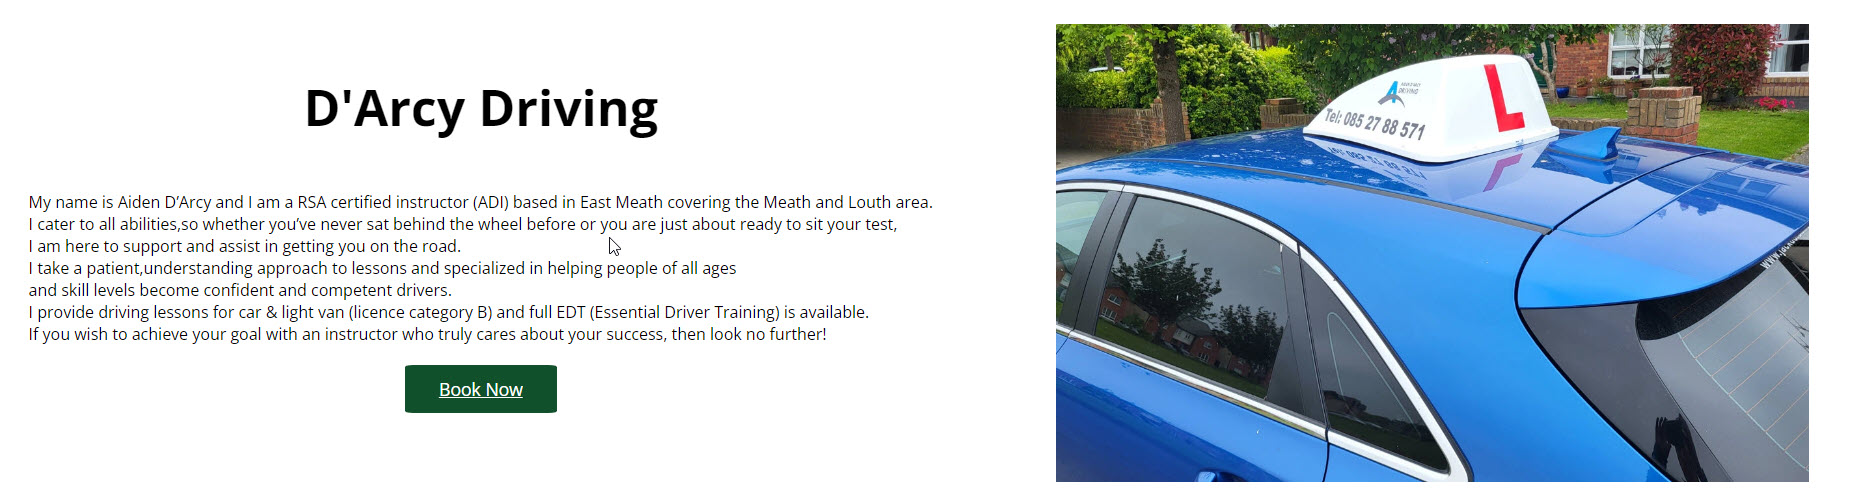 D'Arcy Driving
My name is Aiden D’Arcy and I am a RSA certified instructor (ADI) based in East Meath covering the Meath and Louth area.
I cater to all abilities,so whether you’ve never sat behind the wheel before or you are just about ready to sit your test,
I am here to support and assist in getting you on the road.
I take a patient,understanding approach to lessons and specialized in helping people of all ages
and skill levels become confident and competent drivers.
I provide driving lessons for car & light van (licence category B) and full EDT (Essential Driver Training) is available.
If you wish to achieve your goal with an instructor who truly cares about your success, then look no further!
Book Now
DRIVING
L
Tel: 085 27 88 571